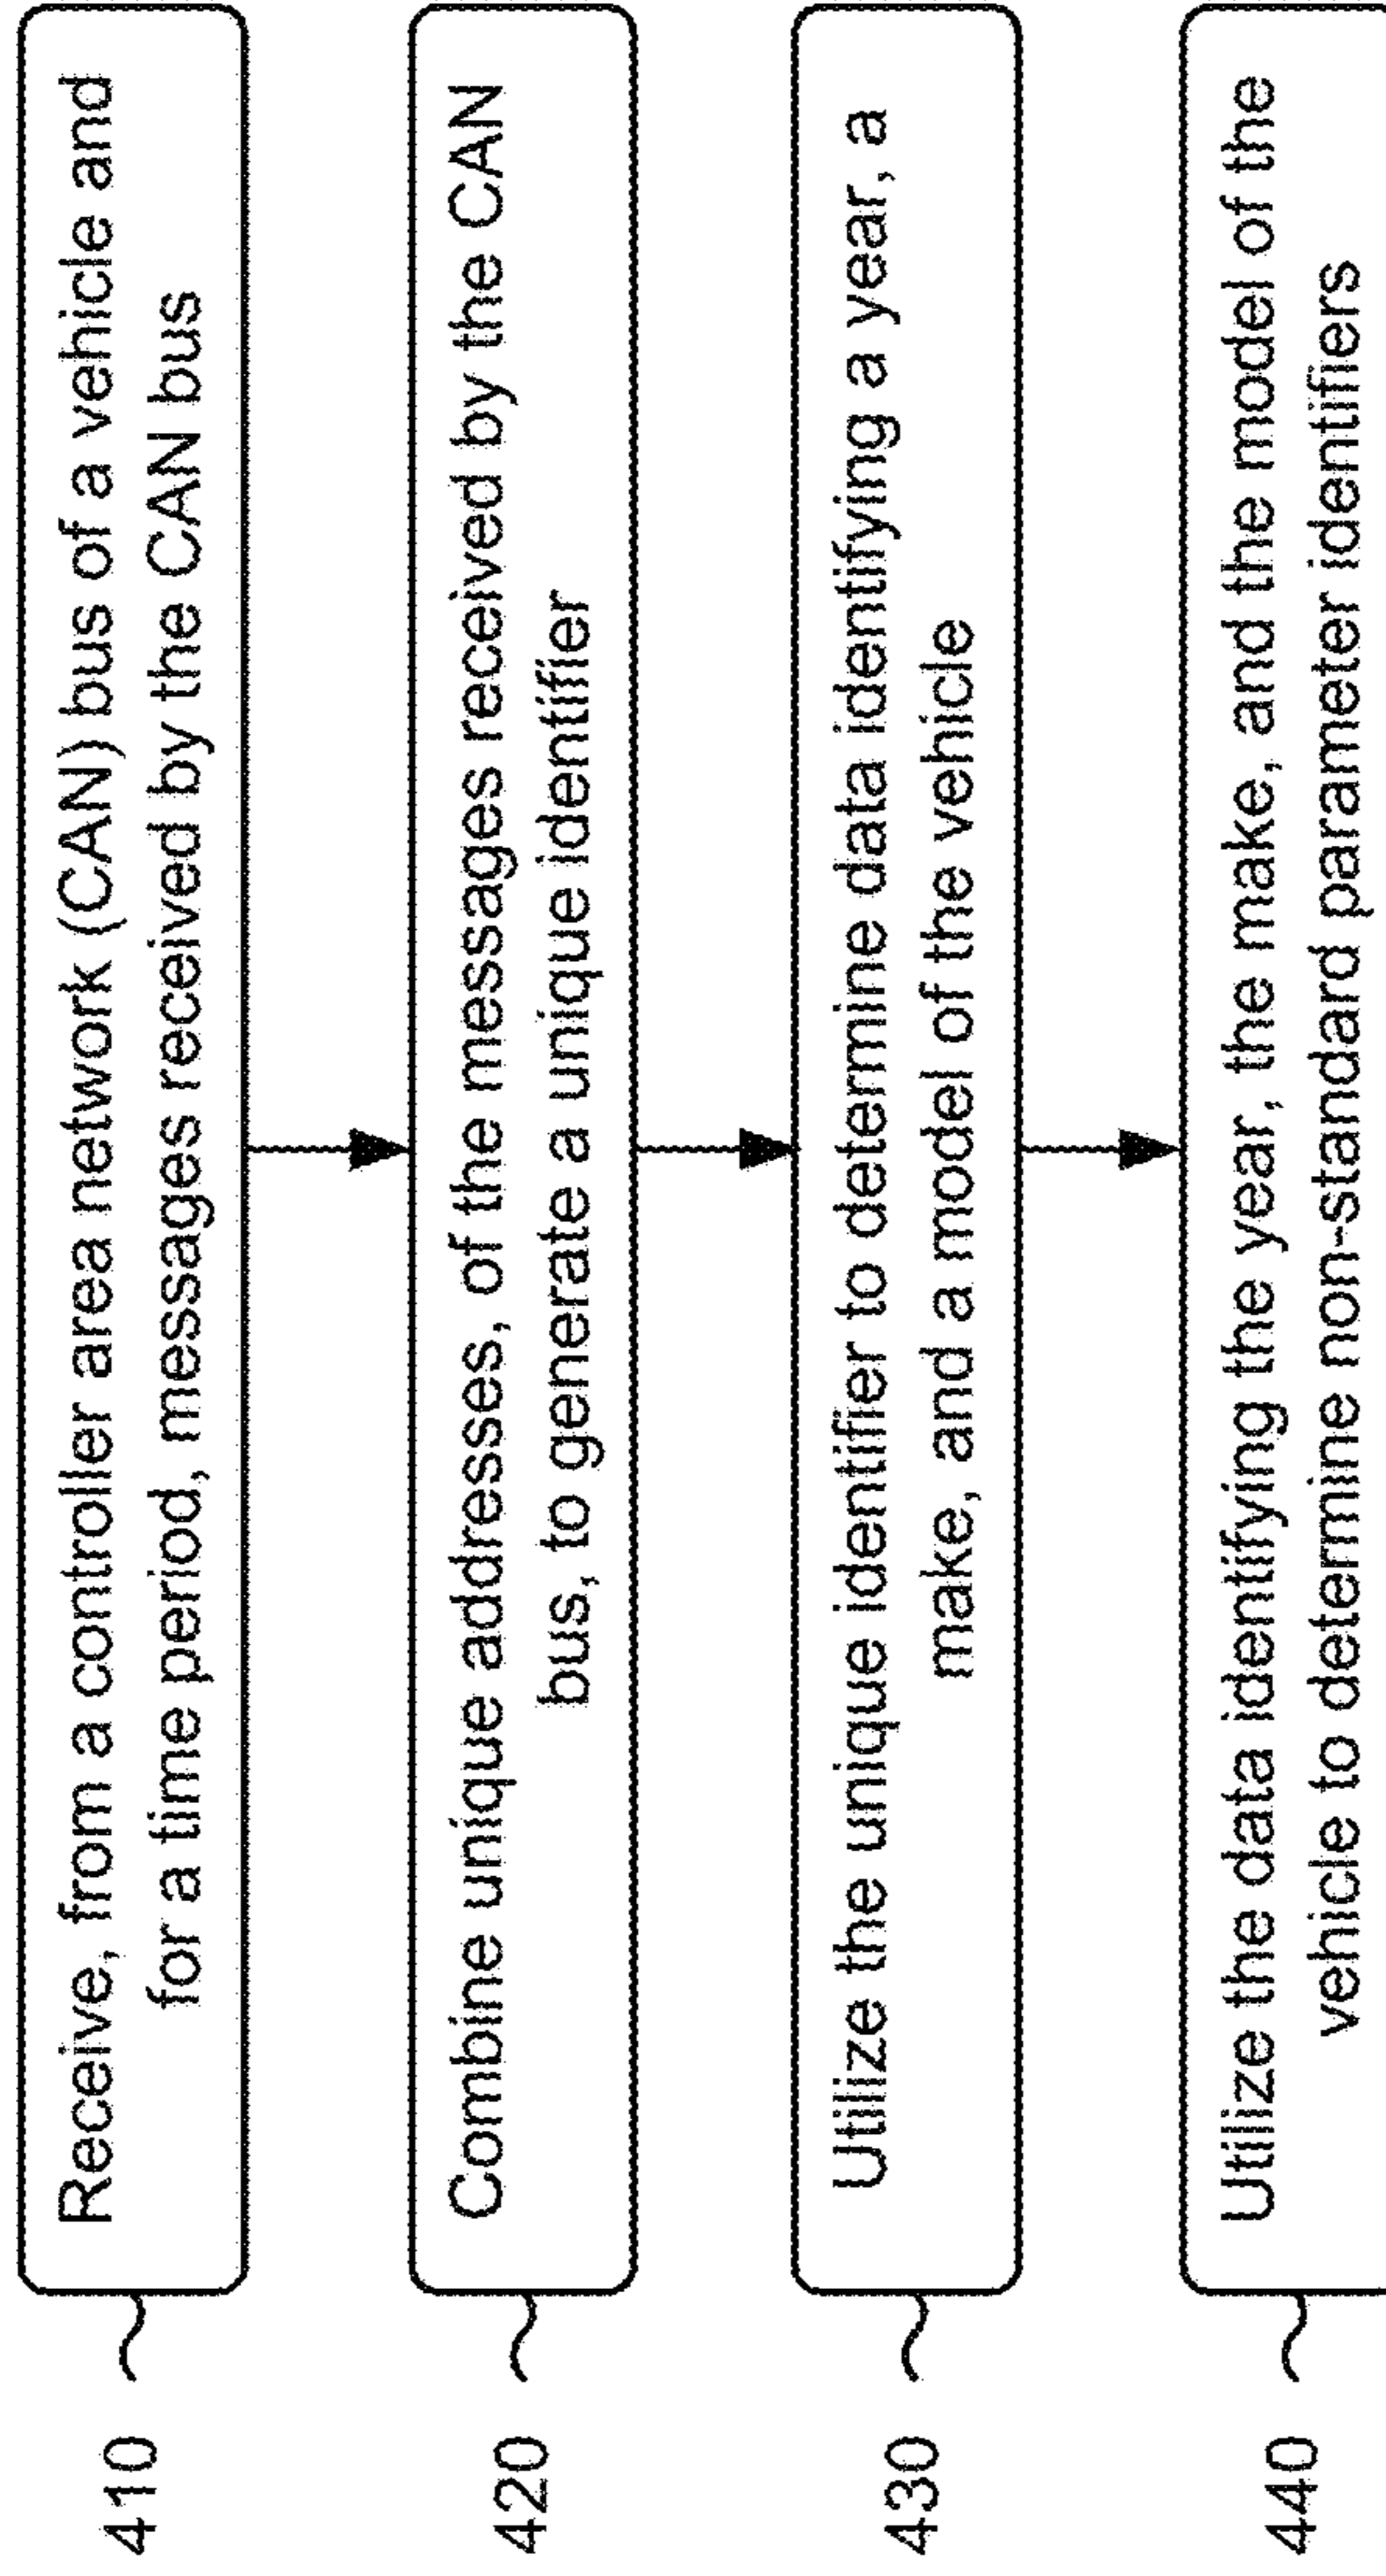 410
Receive, from a controller area network (CAN) bus of a vehicle and
for a time period, messages received by the CAN bus
420
Combine unique addresses, of the messages received by the CAN
bus, to generate a unique identifier
430
Utilize the unique identifier to determine data identifying a year, a
make, and a model of the vehicle
440
Utilize the data identifying the year, the make, and the model of the
vehicle to determine non-standard parameter identifiers